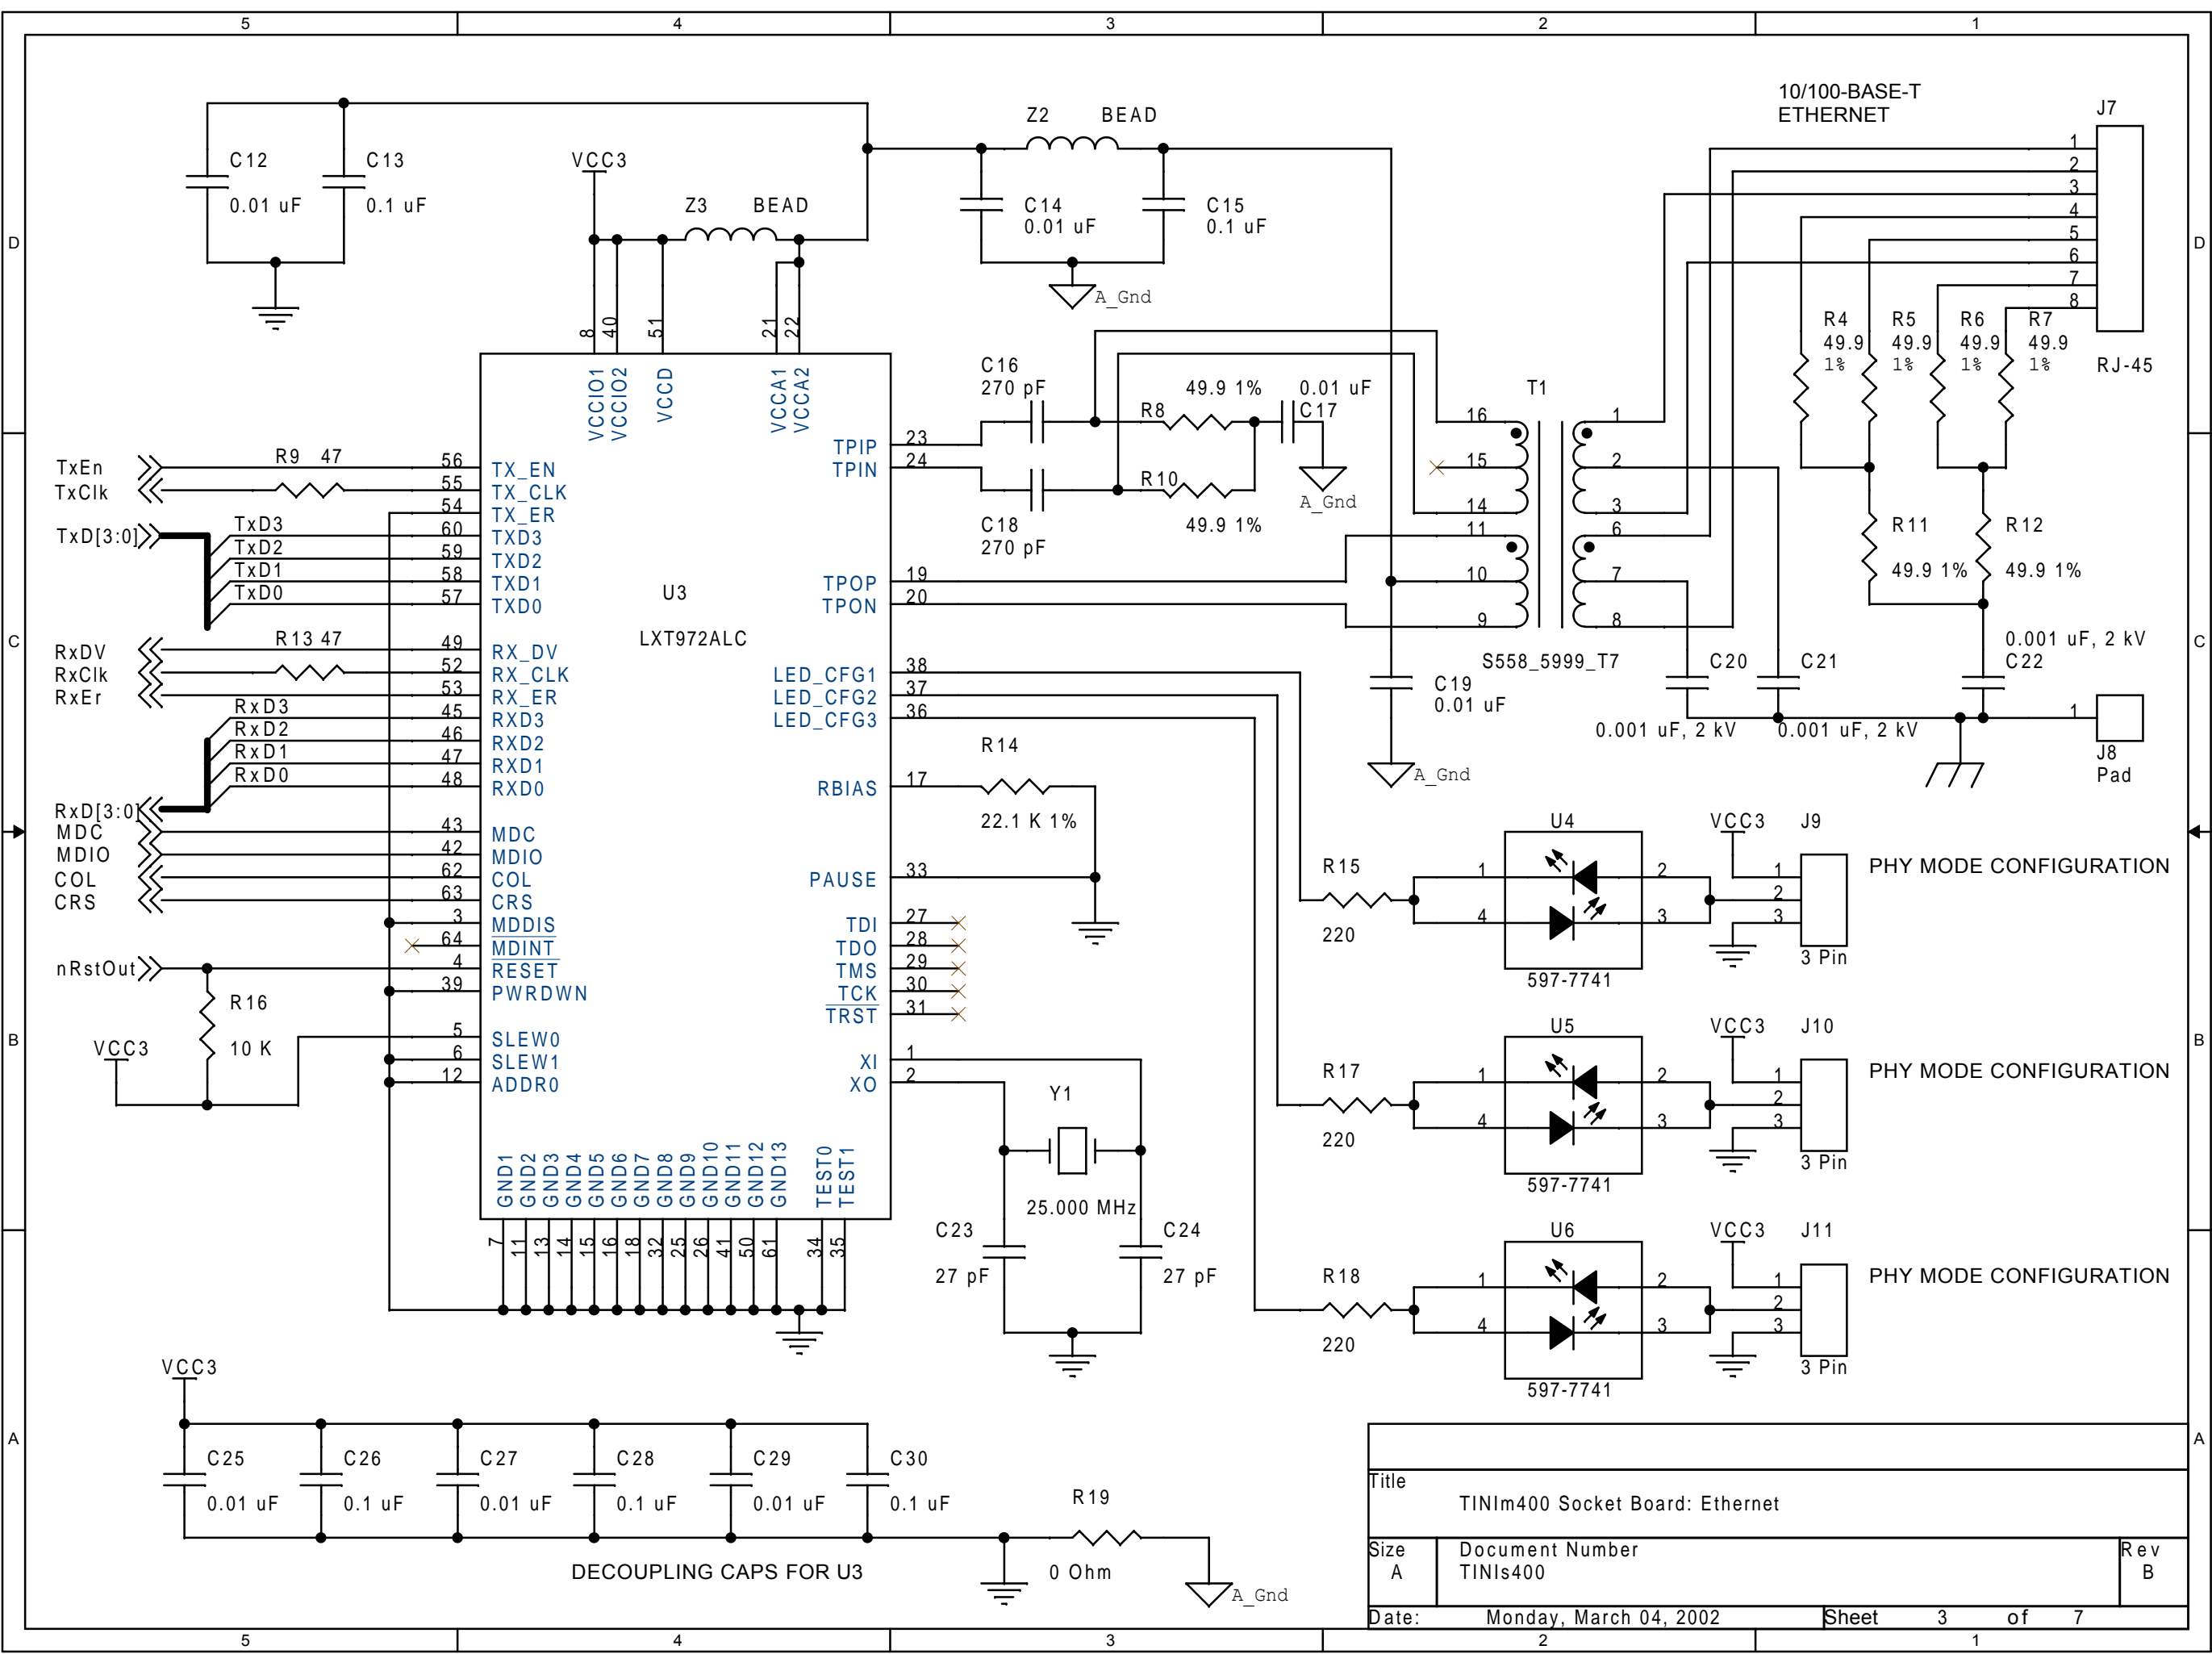 5 4 3 2 1
D D
C C
B B
A A
10/100-BASE-T
ETHERNET
J7
1
2
3
4
5
6
7
8
RJ-45
C12
0.01 uF
C13
0.1 uF
VCC3
Z3 BEAD
Z2 BEAD
C14
0.01 uF
C15
0.1 uF
A_Gnd
8 40 51 21 22
VCCIO1
VCCIO2
VCCD
VCCA1
VCCA2
R4
49.9
1%
R5
49.9
1%
R6
49.9
1%
R7
49.9
1%
C16
270 pF
49.9 1%
R8
0.01 uF
C17
A_Gnd
R10
49.9 1%
C18
270 pF
T1
16
15
14
11
10
9
1
2
3
6
7
8
S558_5999_T7
R11
49.9 1%
R12
49.9 1%
C19
0.01 uF
A_Gnd
C20
0.001 uF, 2 kV
C21
0.001 uF, 2 kV
0.001 uF, 2 kV
C22
1
J8
Pad
TxEn
TxClk
TxD[3:0]
R9 47
TxD3
TxD2
TxD1
TxD0
RxDV
RxClk
RxEr
R13 47
RxD3
RxD2
RxD1
RxD0
RxD[3:0]
MDC
MDIO
COL
CRS
nRstOut
R16
10 K
VCC3
56 TX_EN
55 TX_CLK
54 TX_ER
60 TXD3
59 TXD2
58 TXD1
57 TXD0
49 RX_DV
52 RX_CLK
53 RX_ER
45 RXD3
46 RXD2
47 RXD1
48 RXD0
43 MDC
42 MDIO
62 COL
63 CRS
3 MDDIS
64 MDINT
4 RESET
39 PWRDWN
5 SLEW0
6 SLEW1
12 ADDR0
U3
LXT972ALC
TPIP 23
TPIN 24
TPOP 19
TPON 20
LED_CFG1 38
LED_CFG2 37
LED_CFG3 36
RBIAS 17
PAUSE 33
TDI 27
TDO 28
TMS 29
TCK 30
TRST 31
XI 1
XO 2
R14
22.1 K 1%
Y1
25.000 MHz
C23
27 pF
C24
27 pF
GND1
GND2
GND3
GND4
GND5
GND6
GND7
GND8
GND9
GND10
GND11
GND12
GND13
TEST0
TEST1
7 11 13 14 15 16 18 32 25 26 41 50 61 34 35
R15
220
U4
1
4
2
3
597-7741
VCC3
J9
1
2
3
3 Pin
PHY MODE CONFIGURATION
R17
220
U5
1
4
2
3
597-7741
VCC3
J10
1
2
3
3 Pin
PHY MODE CONFIGURATION
R18
220
U6
1
4
2
3
597-7741
VCC3
J11
1
2
3
3 Pin
PHY MODE CONFIGURATION
VCC3
C25
0.01 uF
C26
0.1 uF
C27
0.01 uF
C28
0.1 uF
C29
0.01 uF
C30
0.1 uF
R19
0 Ohm
A_Gnd
DECOUPLING CAPS FOR U3
Title
TINIm400 Socket Board: Ethernet
Size
A
Document Number
TINIs400
Rev
B
Date: Monday, March 04, 2002 Sheet 3 of 7
5 4 3 2 1